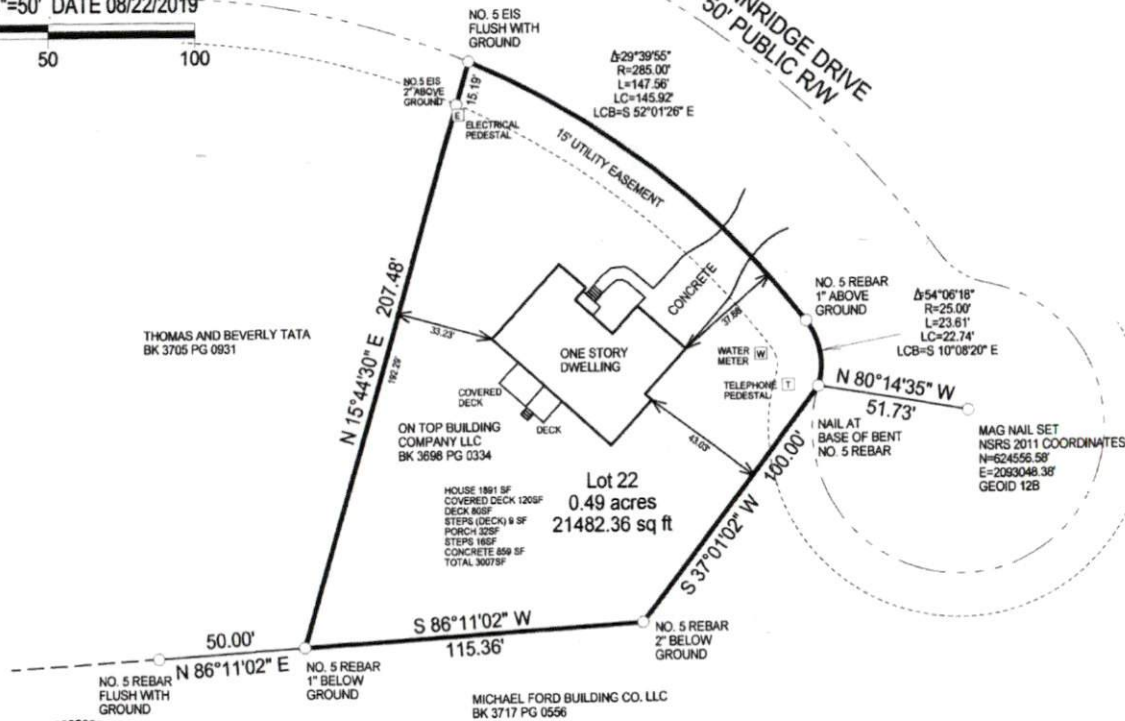 "=50' DATE 08/22/2019"
50
100
NO. 5 EIS
FLUSH WITH
GROUND
NO.5 EIS
2" ABOVE
GROUND
15.19'
E
ELECTRICAL
PEDESTAL
Δ=29°39'55"
R=285.00'
L=147.56'
LC=145.92'
LCB=S 52°01'26" E
NRIDGE DRIVE
50' PUBLIC R/W
15' UTILITY EASEMENT
THOMAS AND BEVERLY TATA
BK 3705 PG 0931
N 15°44'30" E 207.48'
192.29'
33.23'
ONE STORY
DWELLING
CONCRETE
37.88'
NO. 5 REBAR
1" ABOVE
GROUND
Δ=54°06'18"
R=25.00'
L=23.61'
LC=22.74'
LCB=S 10°08'20" E
WATER
METER
W
TELEPHONE
PEDESTAL
T
N 80°14'35" W
51.73'
COVERED
DECK
DECK
43.03'
NAIL AT
BASE OF BENT
NO. 5 REBAR
MAG NAIL SET
NSRS 2011 COORDINATES
N=624556.58'
E=2093048.38'
GEOID 12B
ON TOP BUILDING
COMPANY LLC
BK 3698 PG 0334
HOUSE 1891 SF
COVERED DECK 120SF
DECK 80SF
STEPS (DECK) 9 SF
PORCH 32SF
STEPS 16SF
CONCRETE 859 SF
TOTAL 3007SF
Lot 22
0.49 acres
21482.36 sq ft
S 37°01'02" W 100.00'
S 86°11'02" W
115.36'
NO. 5 REBAR
2" BELOW
GROUND
50.00'
N 86°11'02" E
NO. 5 REBAR
FLUSH WITH
GROUND
NO. 5 REBAR
1" BELOW
GROUND
MICHAEL FORD BUILDING CO. LLC
BK 3717 PG 0556